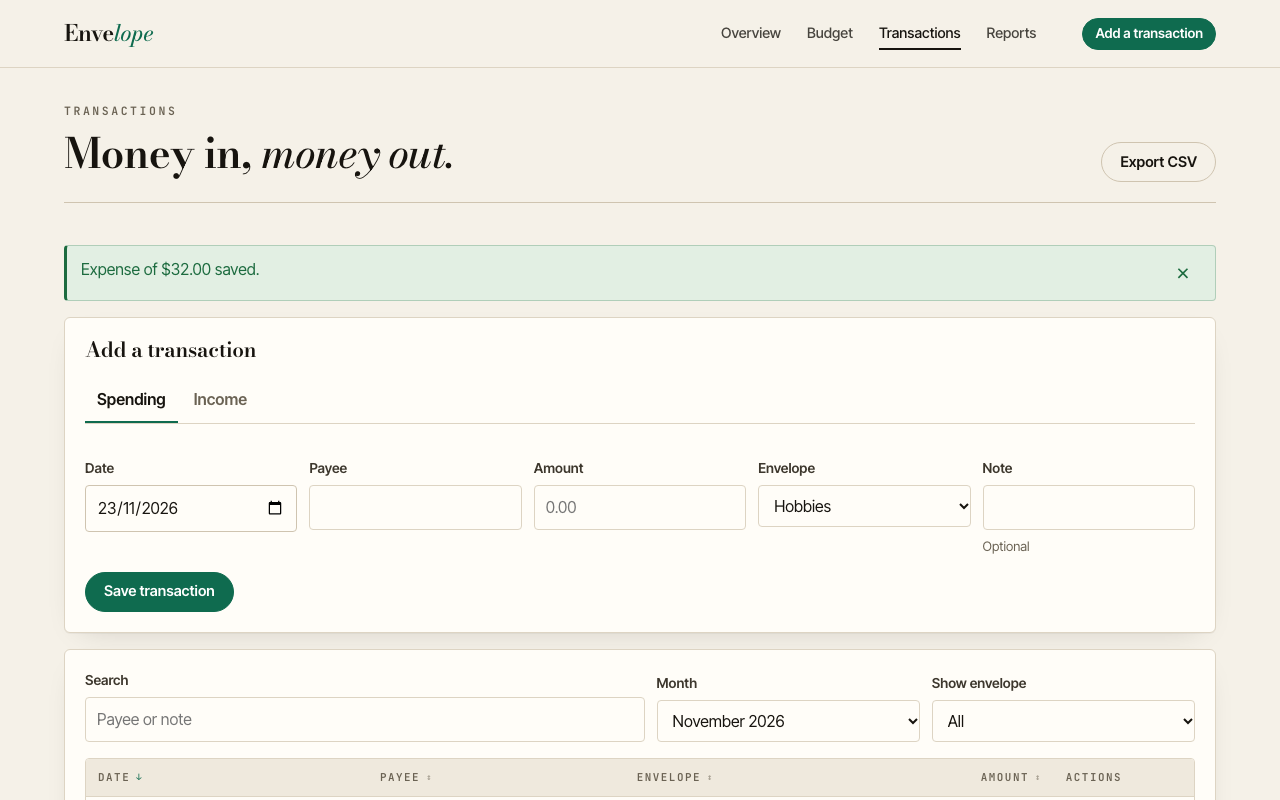 Envelope
Overview Budget Transactions Reports Add a transaction
TRANSACTIONS
Money in, money out.
Export CSV
Expense of $32.00 saved.
Add a transaction
Spending Income
Date Payee Amount Envelope Note
23/11/2026 0.00 Hobbies
Optional
Save transaction
Search Month Show envelope
Payee or note November 2026 All
DATE ↓ PAYEE ↕ ENVELOPE ↕ AMOUNT ↕ ACTIONS